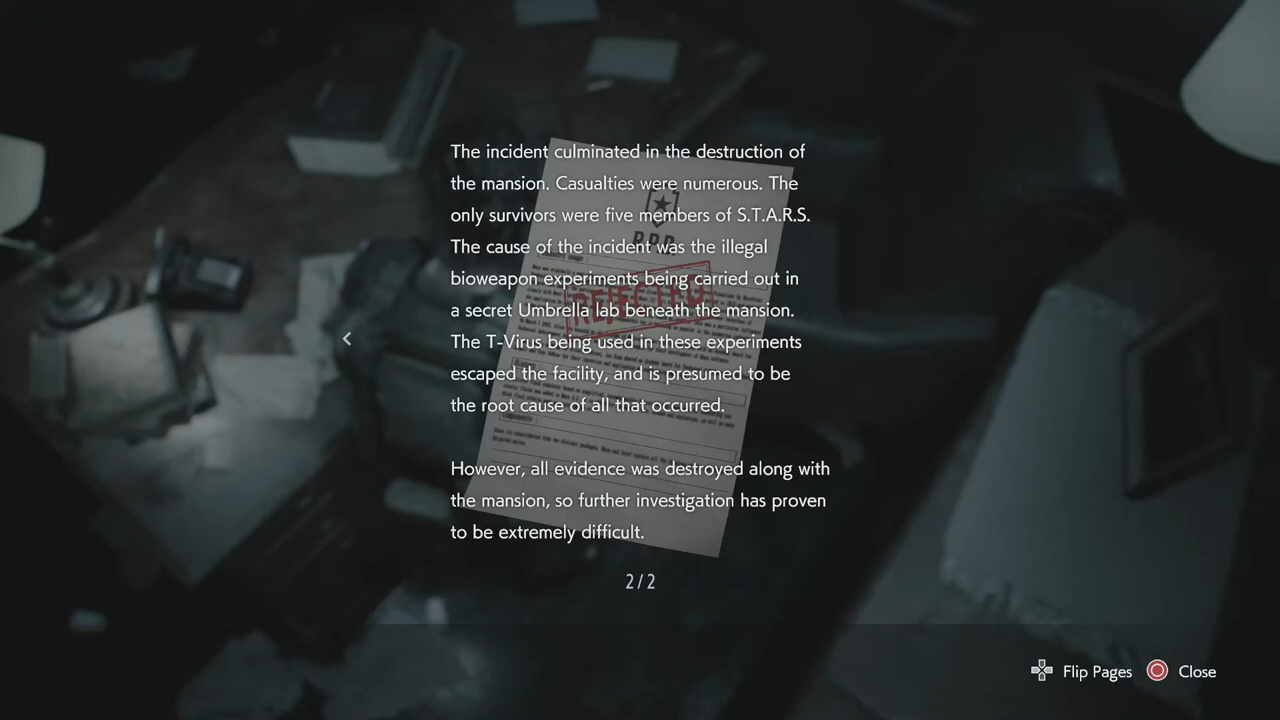 The incident culminated in the destruction of
the mansion. Casualties were numerous. The
only survivors were five members of S.T.A.R.S.
The cause of the incident was the illegal
bioweapon experiments being carried out in
a secret Umbrella lab beneath the mansion.
The T-Virus being used in these experiments
escaped the facility, and is presumed to be
the root cause of all that occurred.
However, all evidence was destroyed along with
the mansion, so further investigation has proven
to be extremely difficult.
2/2
R.P.D.
REJECTED
Flip Pages
Close